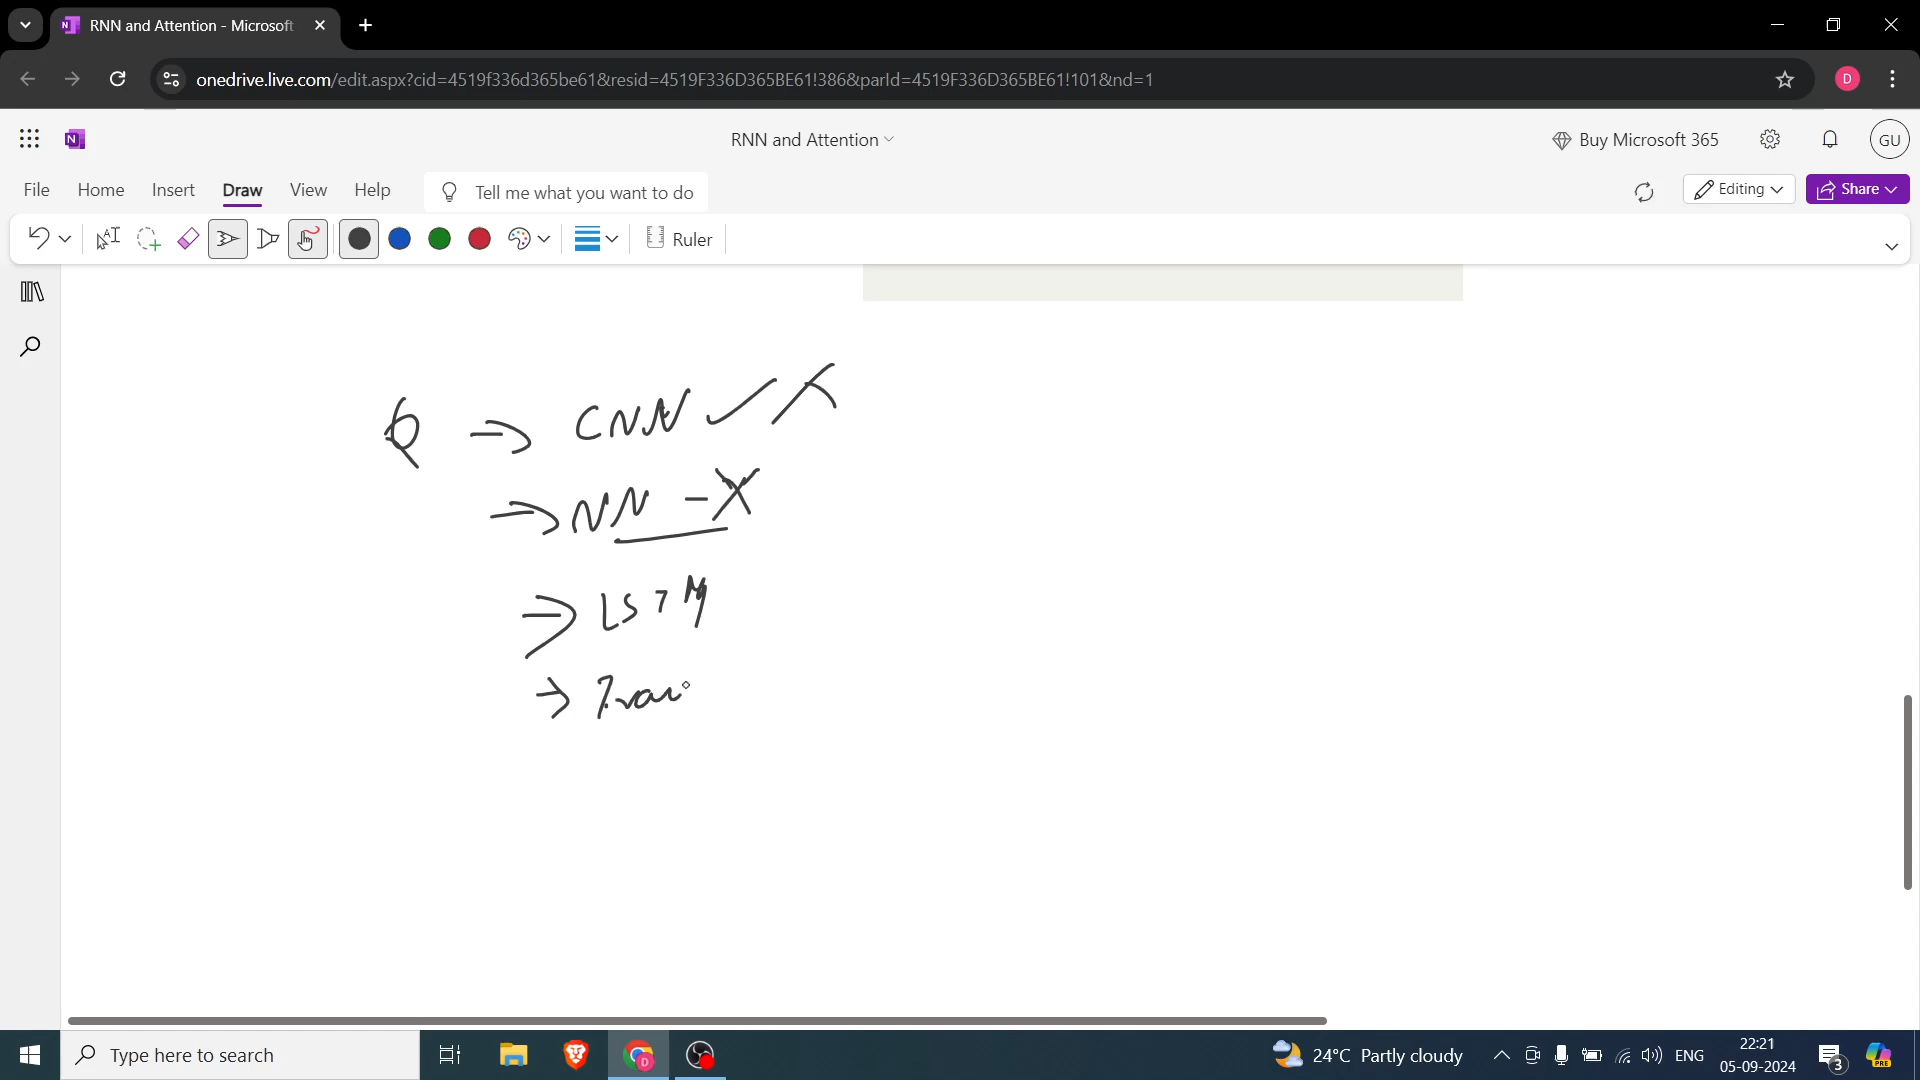 RNN and Attention - Microsoft
onedrive.live.com/edit.aspx?cid=4519f336d365be61&resid=4519F336D365BE61!386&parId=4519F336D365BE61!101&nd=1
D
N
RNN and Attention
Buy Microsoft 365
GU
File Home Insert Draw View Help
Tell me what you want to do
Editing
Share
Ruler
Q → CNN ✓ X
→ NN - X
→ LSTM
→ Tran
Type here to search
24°C Partly cloudy
ENG
22:21
05-09-2024
3
PRE